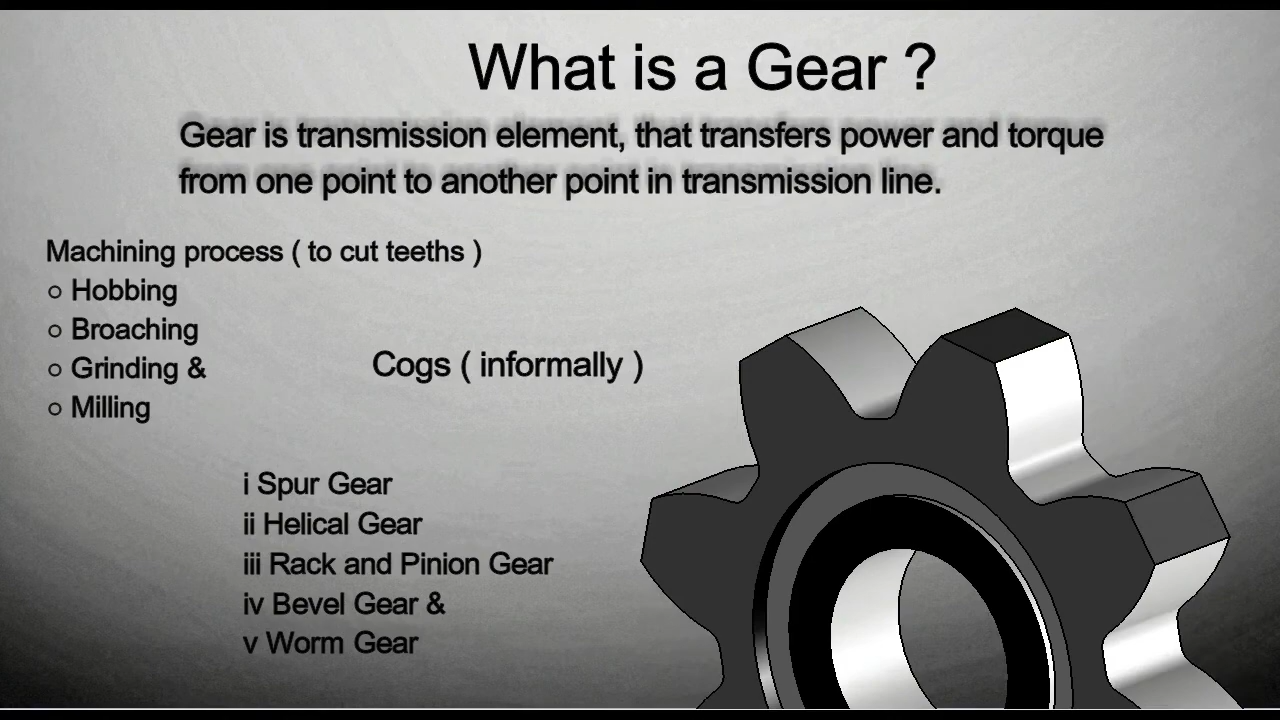 What is a Gear ?
Gear is transmission element, that transfers power and torque
from one point to another point in transmission line.
Machining process ( to cut teeths )
○ Hobbing
○ Broaching
○ Grinding &
○ Milling
Cogs ( informally )
i Spur Gear
ii Helical Gear
iii Rack and Pinion Gear
iv Bevel Gear &
v Worm Gear